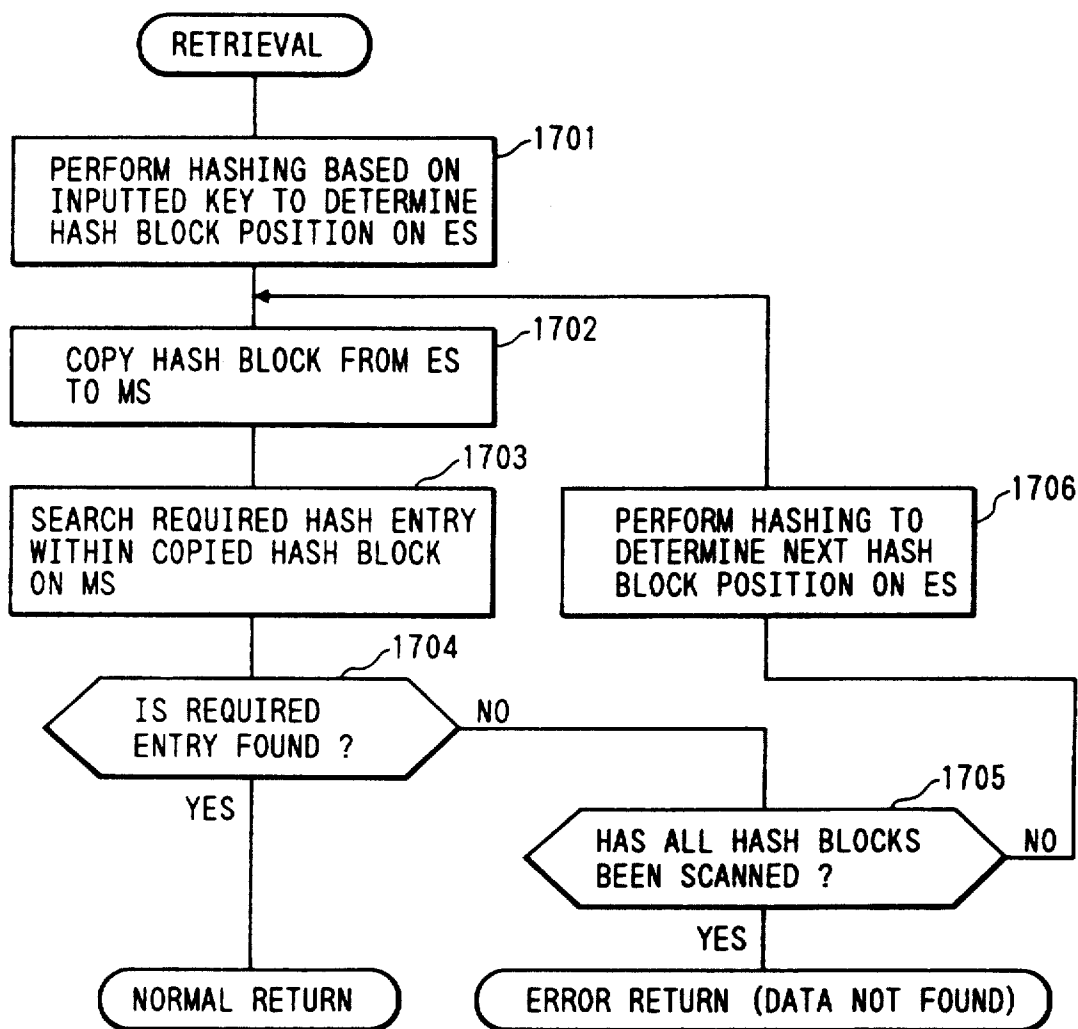 RETRIEVAL
1701
PERFORM HASHING BASED ON
INPUTTED KEY TO DETERMINE
HASH BLOCK POSITION ON ES
1702
COPY HASH BLOCK FROM ES
TO MS
1703
SEARCH REQUIRED HASH ENTRY
WITHIN COPIED HASH BLOCK
ON MS
1706
PERFORM HASHING TO
DETERMINE NEXT HASH
BLOCK POSITION ON ES
1704
IS REQUIRED
ENTRY FOUND ?
NO
YES
1705
HAS ALL HASH BLOCKS
BEEN SCANNED ?
NO
YES
NORMAL RETURN
ERROR RETURN (DATA NOT FOUND)